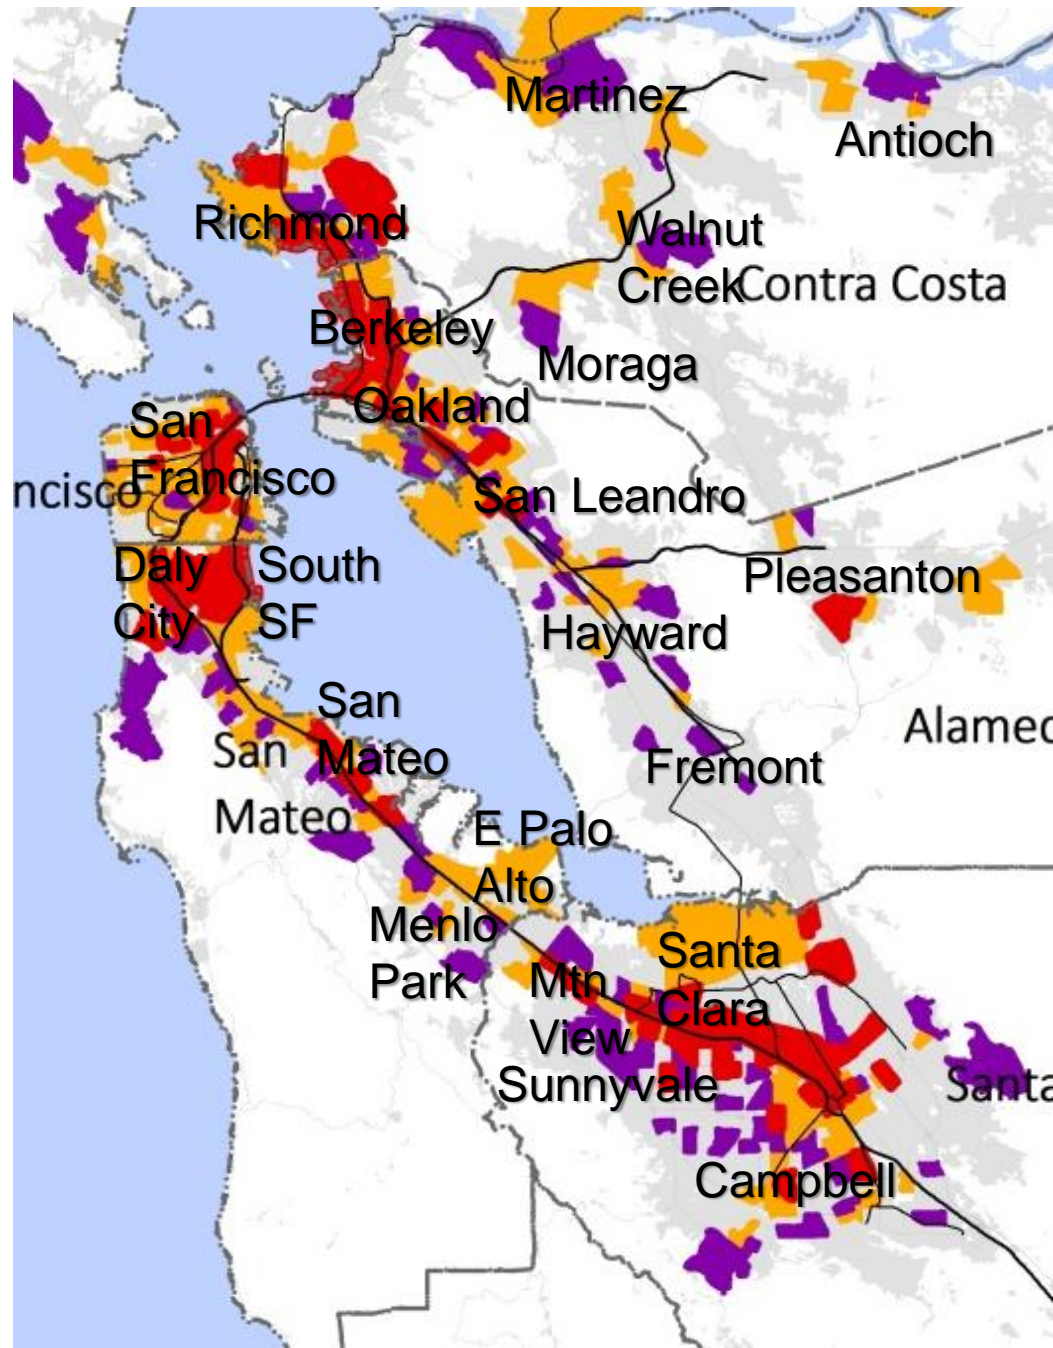 Martinez
Antioch
Richmond
Walnut
Creek
Contra Costa
Berkeley
Moraga
Oakland
San
Francisco
ncisco
San Leandro
Daly
City
South
SF
Pleasanton
Hayward
San
Mateo
San
Mateo
Alamed
Fremont
E Palo
Alto
Menlo
Park
Santa
Clara
Mtn
View
Sunnyvale
Santa
Campbell